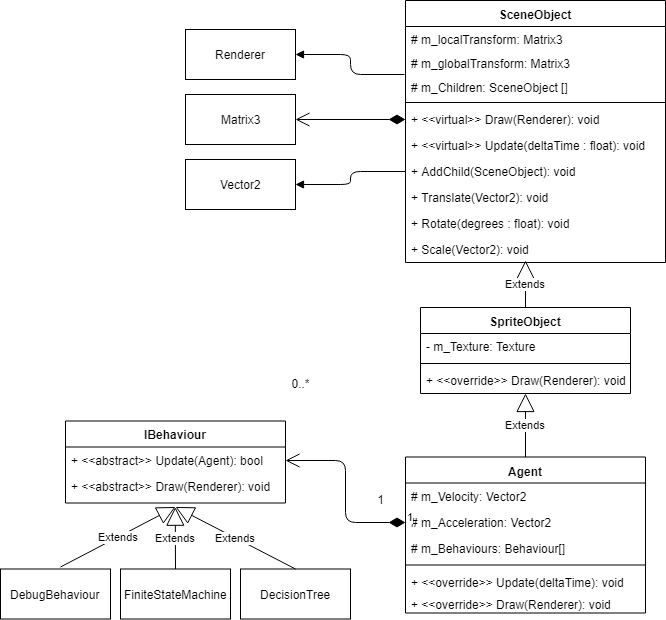 SceneObject
# m_localTransform: Matrix3
# m_globalTransform: Matrix3
# m_Children: SceneObject []
+ <<virtual>> Draw(Renderer): void
+ <<virtual>> Update(deltaTime : float): void
+ AddChild(SceneObject): void
+ Translate(Vector2): void
+ Rotate(degrees : float): void
+ Scale(Vector2): void
Renderer
Matrix3
Vector2
Extends
SpriteObject
- m_Texture: Texture
+ <<override>> Draw(Renderer): void
Extends
0..*
IBehaviour
+ <<abstract>> Update(Agent): bool
+ <<abstract>> Draw(Renderer): void
1
1
Agent
# m_Velocity: Vector2
# m_Acceleration: Vector2
# m_Behaviours: Behaviour[]
+ <<override>> Update(deltaTime): void
+ <<override>> Draw(Renderer): void
Extends
Extends
Extends
DebugBehaviour
FiniteStateMachine
DecisionTree